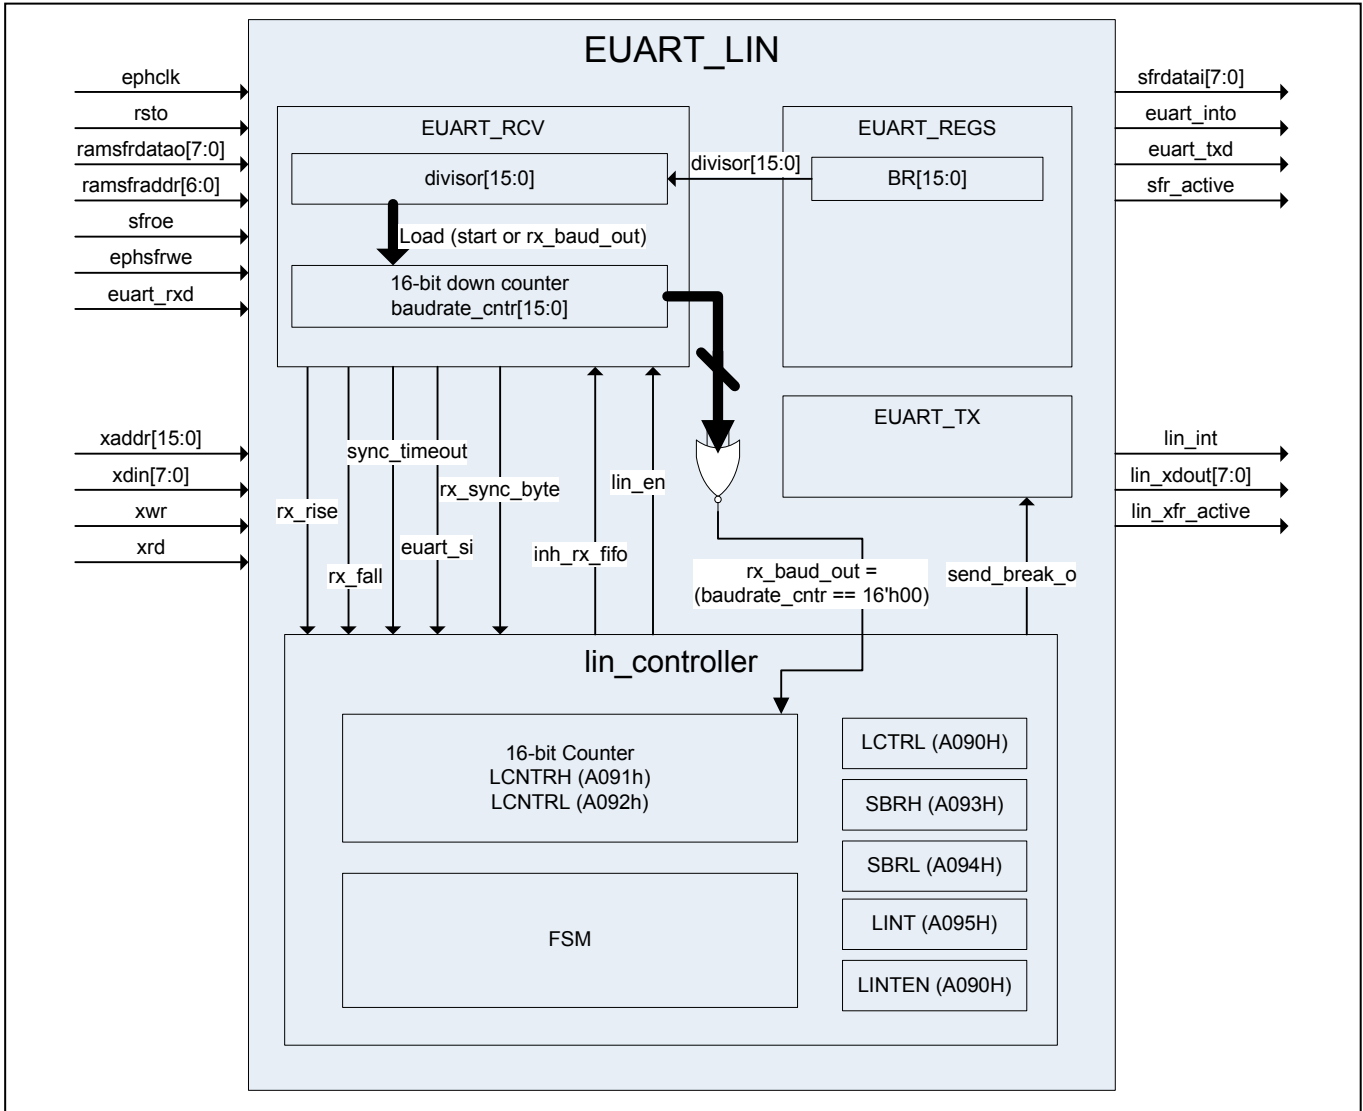 EUART_LIN
ephclk
rsto
ramsfrdatao[7:0]
ramsfraddr[6:0]
sfroe
ephsfrwe
euart_rxd
xaddr[15:0]
xdin[7:0]
xwr
xrd
EUART_RCV
divisor[15:0]
Load (start or rx_baud_out)
16-bit down counter
baudrate_cntr[15:0]
divisor[15:0]
EUART_REGS
BR[15:0]
EUART_TX
sfrdatai[7:0]
euart_into
euart_txd
sfr_active
lin_int
lin_xdout[7:0]
lin_xfr_active
sync_timeout
rx_sync_byte
lin_en
rx_rise
euart_si
inh_rx_fifo
rx_fall
rx_baud_out =
(baudrate_cntr == 16'h00)
send_break_o
lin_controller
16-bit Counter
LCNTRH (A091h)
LCNTRL (A092h)
FSM
LCTRL (A090H)
SBRH (A093H)
SBRL (A094H)
LINT (A095H)
LINTEN (A090H)